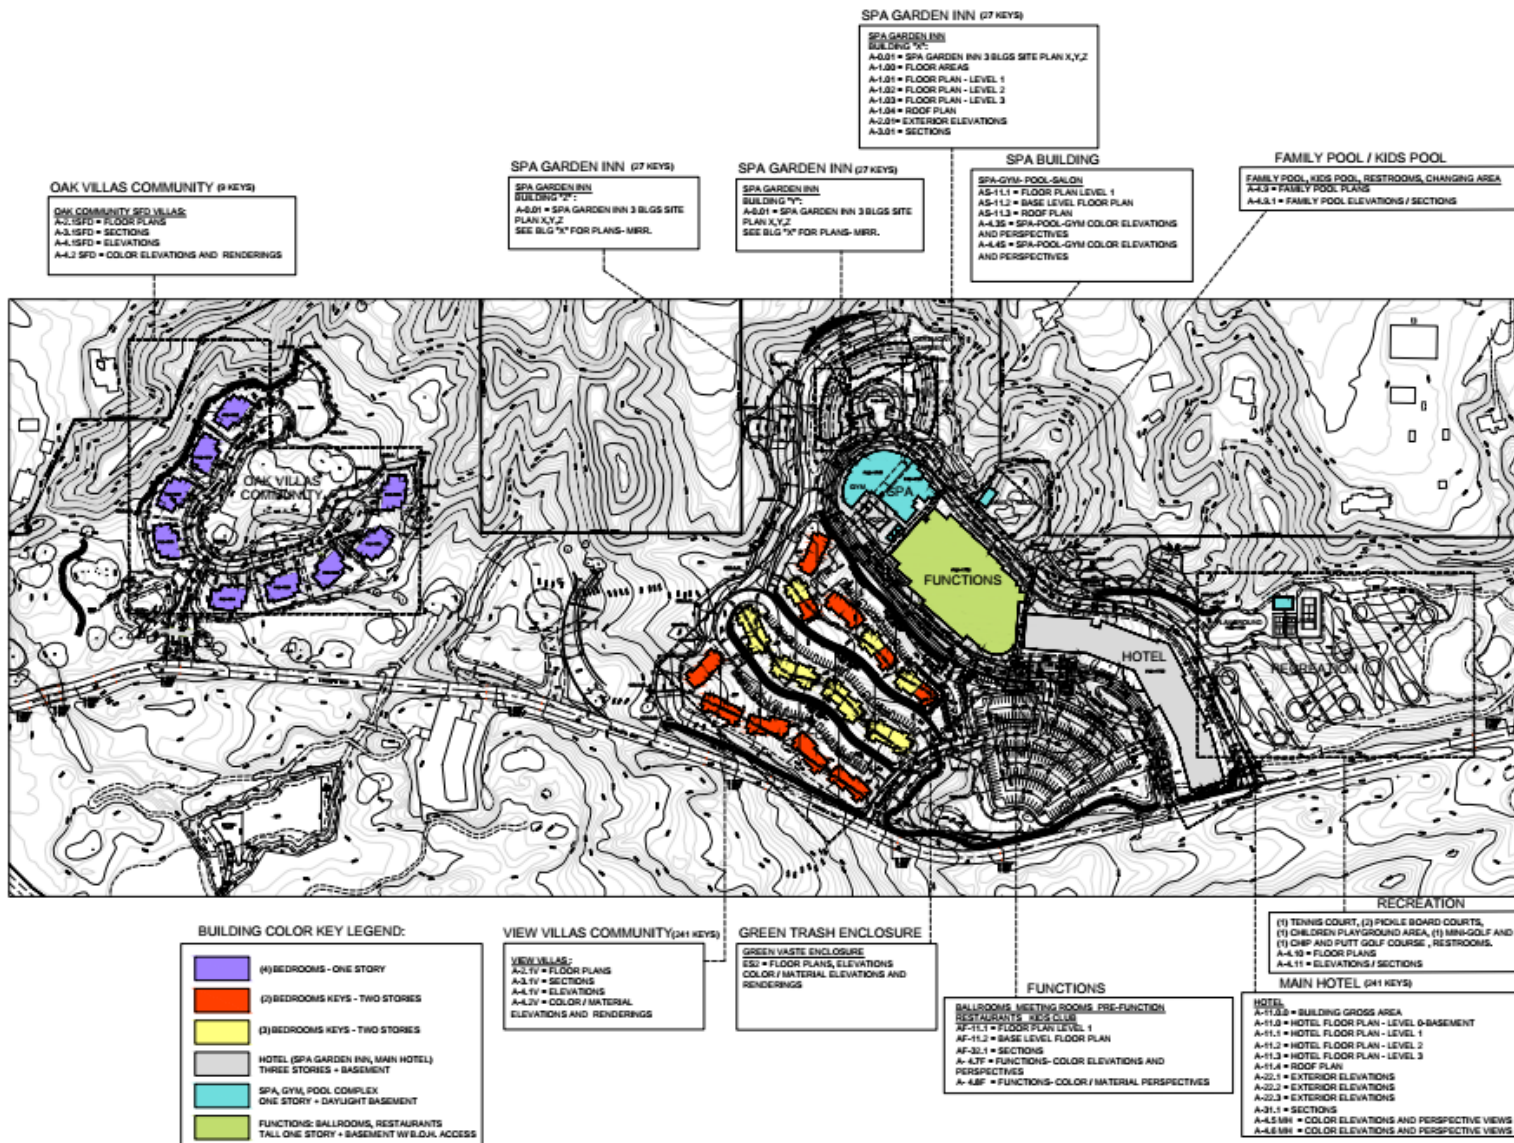 SPA GARDEN INN (27 KEYS)
SPA GARDEN INN
BUILDING "X":
A-0.01 = SPA GARDEN INN 3 BLGS SITE PLAN X,Y,Z
A-1.00 = FLOOR AREAS
A-1.01 = FLOOR PLAN - LEVEL 1
A-1.02 = FLOOR PLAN - LEVEL 2
A-1.03 = FLOOR PLAN - LEVEL 3
A-1.04 = ROOF PLAN
A-2.01= EXTERIOR ELEVATIONS
A-3.01 = SECTIONS
OAK VILLAS COMMUNITY (9 KEYS)
OAK COMMUNITY SFD VILLAS:
A-2.1SFD = FLOOR PLANS
A-3.1SFD = SECTIONS
A-4.1SFD = ELEVATIONS
A-4.2 SFD = COLOR ELEVATIONS AND RENDERINGS
SPA GARDEN INN (27 KEYS)
SPA GARDEN INN
BUILDING "Z":
A-0.01 = SPA GARDEN INN 3 BLGS SITE
PLAN X,Y,Z
SEE BLG "X" FOR PLANS- MIRR.
SPA GARDEN INN (27 KEYS)
SPA GARDEN INN
BUILDING "Y":
A-0.01 = SPA GARDEN INN 3 BLGS SITE
PLAN X,Y,Z
SEE BLG "X" FOR PLANS- MIRR.
SPA BUILDING
SPA-GYM- POOL-SALON
AS-11.1 = FLOOR PLAN LEVEL 1
AS-11.2 = BASE LEVEL FLOOR PLAN
AS-11.3 = ROOF PLAN
A-4.3S = SPA-POOL-GYM COLOR ELEVATIONS
AND PERSPECTIVES
A-4.4S = SPA-POOL-GYM COLOR ELEVATIONS
AND PERSPECTIVES
FAMILY POOL / KIDS POOL
FAMILY POOL, KIDS POOL, RESTROOMS, CHANGING AREA
A-4.9 = FAMILY POOL PLANS
A-4.9.1 = FAMILY POOL ELEVATIONS / SECTIONS
OAK VILLAS
COMMUNITY
GYM
SPA
FUNCTIONS
HOTEL
PLAYGROUND
RECREATION
BUILDING COLOR KEY LEGEND:
(4) BEDROOMS - ONE STORY
(2) BEDROOMS KEYS - TWO STORIES
(3) BEDROOMS KEYS - TWO STORIES
HOTEL (SPA GARDEN INN, MAIN HOTEL)
THREE STORIES + BASEMENT
SPA, GYM, POOL COMPLEX
ONE STORY + DAYLIGHT BASEMENT
FUNCTIONS: BALLROOMS, RESTAURANTS
TALL ONE STORY + BASEMENT W/ B.O.H. ACCESS
VIEW VILLAS COMMUNITY(241 KEYS)
VIEW VILLAS :
A-2.1V = FLOOR PLANS
A-3.1V = SECTIONS
A-4.1V = ELEVATIONS
A-4.2V = COLOR / MATERIAL
ELEVATIONS AND RENDERINGS
GREEN TRASH ENCLOSURE
GREEN VASTE ENCLOSURE
ES2 = FLOOR PLANS, ELEVATIONS
COLOR / MATERIAL ELEVATIONS AND
RENDERINGS
FUNCTIONS
BALLROOMS MEETING ROOMS PRE-FUNCTION
RESTAURANTS KIDS CLUB
AF-11.1 = FLOOR PLAN LEVEL 1
AF-11.2 = BASE LEVEL FLOOR PLAN
AF-32.1 = SECTIONS
A- 4.7F = FUNCTIONS- COLOR ELEVATIONS AND
PERSPECTIVES
A- 4.8F = FUNCTIONS- COLOR / MATERIAL PERSPECTIVES
RECREATION
(1) TENNIS COURT, (2) PICKLE BOARD COURTS,
(1) CHILDREN PLAYGROUND AREA, (1) MINI-GOLF AND
(1) CHIP AND PUTT GOLF COURSE , RESTROOMS.
A-4.10 = FLOOR PLANS
A-4.11 = ELEVATIONS / SECTIONS
MAIN HOTEL (241 KEYS)
HOTEL
A-11.0.0 = BUILDING GROSS AREA
A-11.0 = HOTEL FLOOR PLAN - LEVEL 0-BASEMENT
A-11.1 = HOTEL FLOOR PLAN - LEVEL 1
A-11.2 = HOTEL FLOOR PLAN - LEVEL 2
A-11.3 = HOTEL FLOOR PLAN - LEVEL 3
A-11.4 = ROOF PLAN
A-22.1 = EXTERIOR ELEVATIONS
A-22.2 = EXTERIOR ELEVATIONS
A-22.3 = EXTERIOR ELEVATIONS
A-31.1 = SECTIONS
A-4.5 MH = COLOR ELEVATIONS AND PERSPECTIVE VIEWS
A-4.6 MH = COLOR ELEVATIONS AND PERSPECTIVE VIEWS